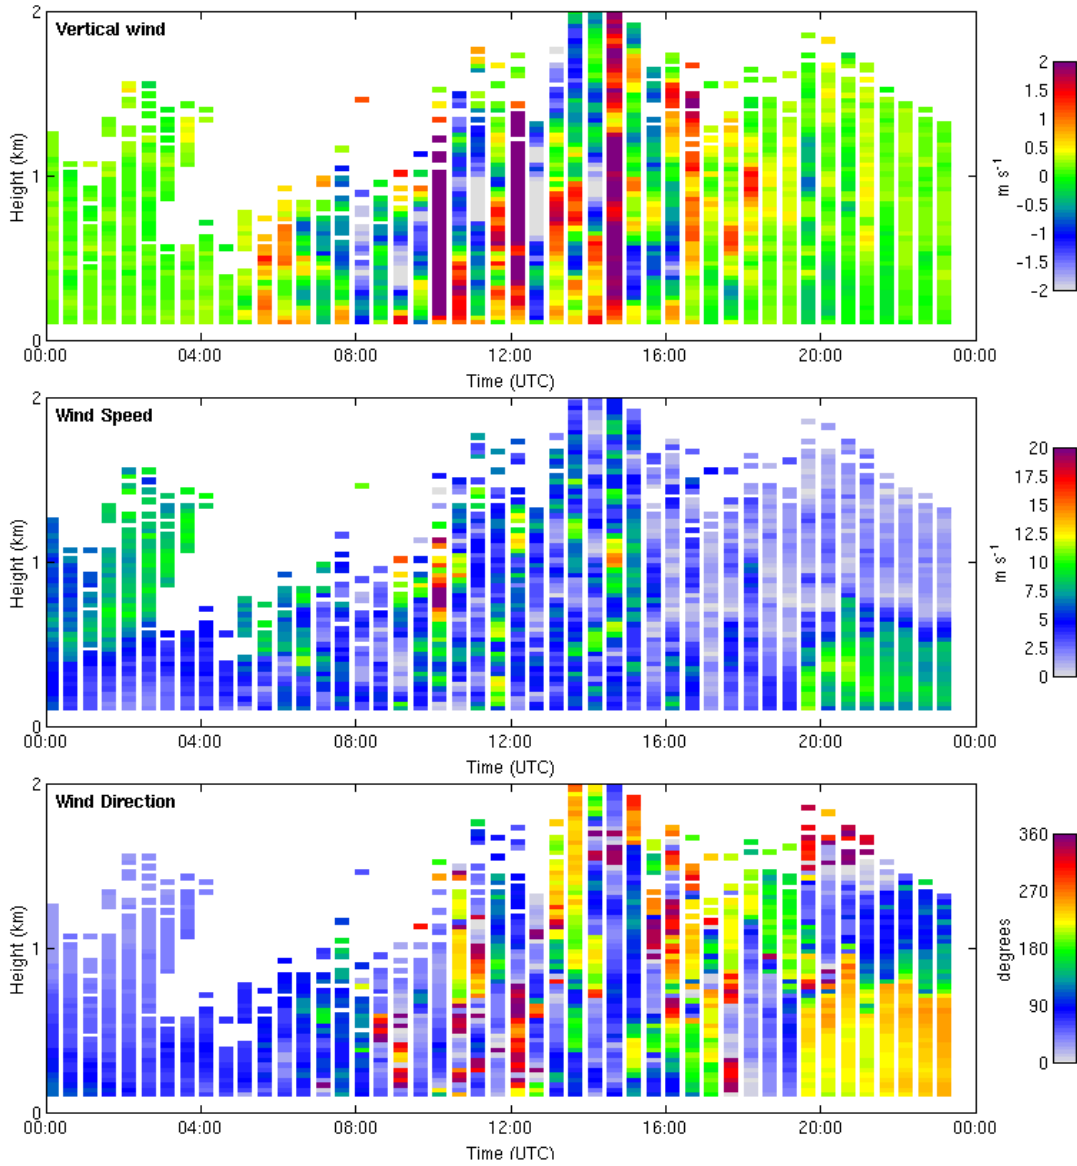 Vertical wind
2
1
0
Height (km)
00:00 04:00 08:00 12:00 16:00 20:00 00:00
Time (UTC)
2
1.5
1
0.5
0
-0.5
-1
-1.5
-2
m s⁻¹
Wind Speed
2
1
0
Height (km)
00:00 04:00 08:00 12:00 16:00 20:00 00:00
Time (UTC)
20
17.5
15
12.5
10
7.5
5
2.5
0
m s⁻¹
Wind Direction
2
1
0
Height (km)
00:00 04:00 08:00 12:00 16:00 20:00 00:00
Time (UTC)
360
270
180
90
0
degrees